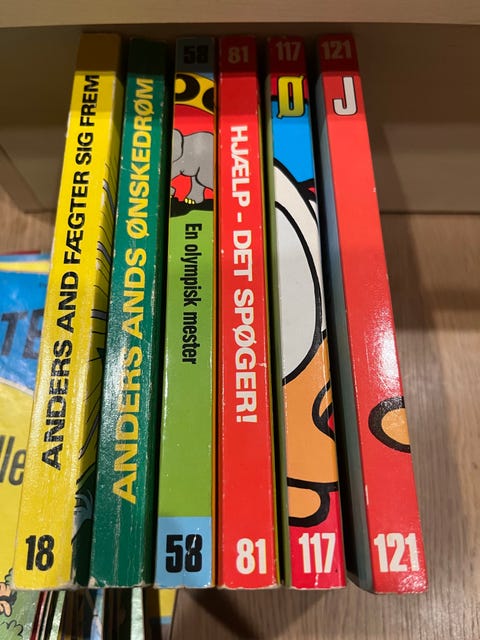 ANDERS AND FÆGTER SIG FREM
18
ANDERS ANDS ØNSKEDRØM
58
En olympisk mester
58
81
HJÆLP - DET SPØGER!
81
117
Ø
117
121
J
121